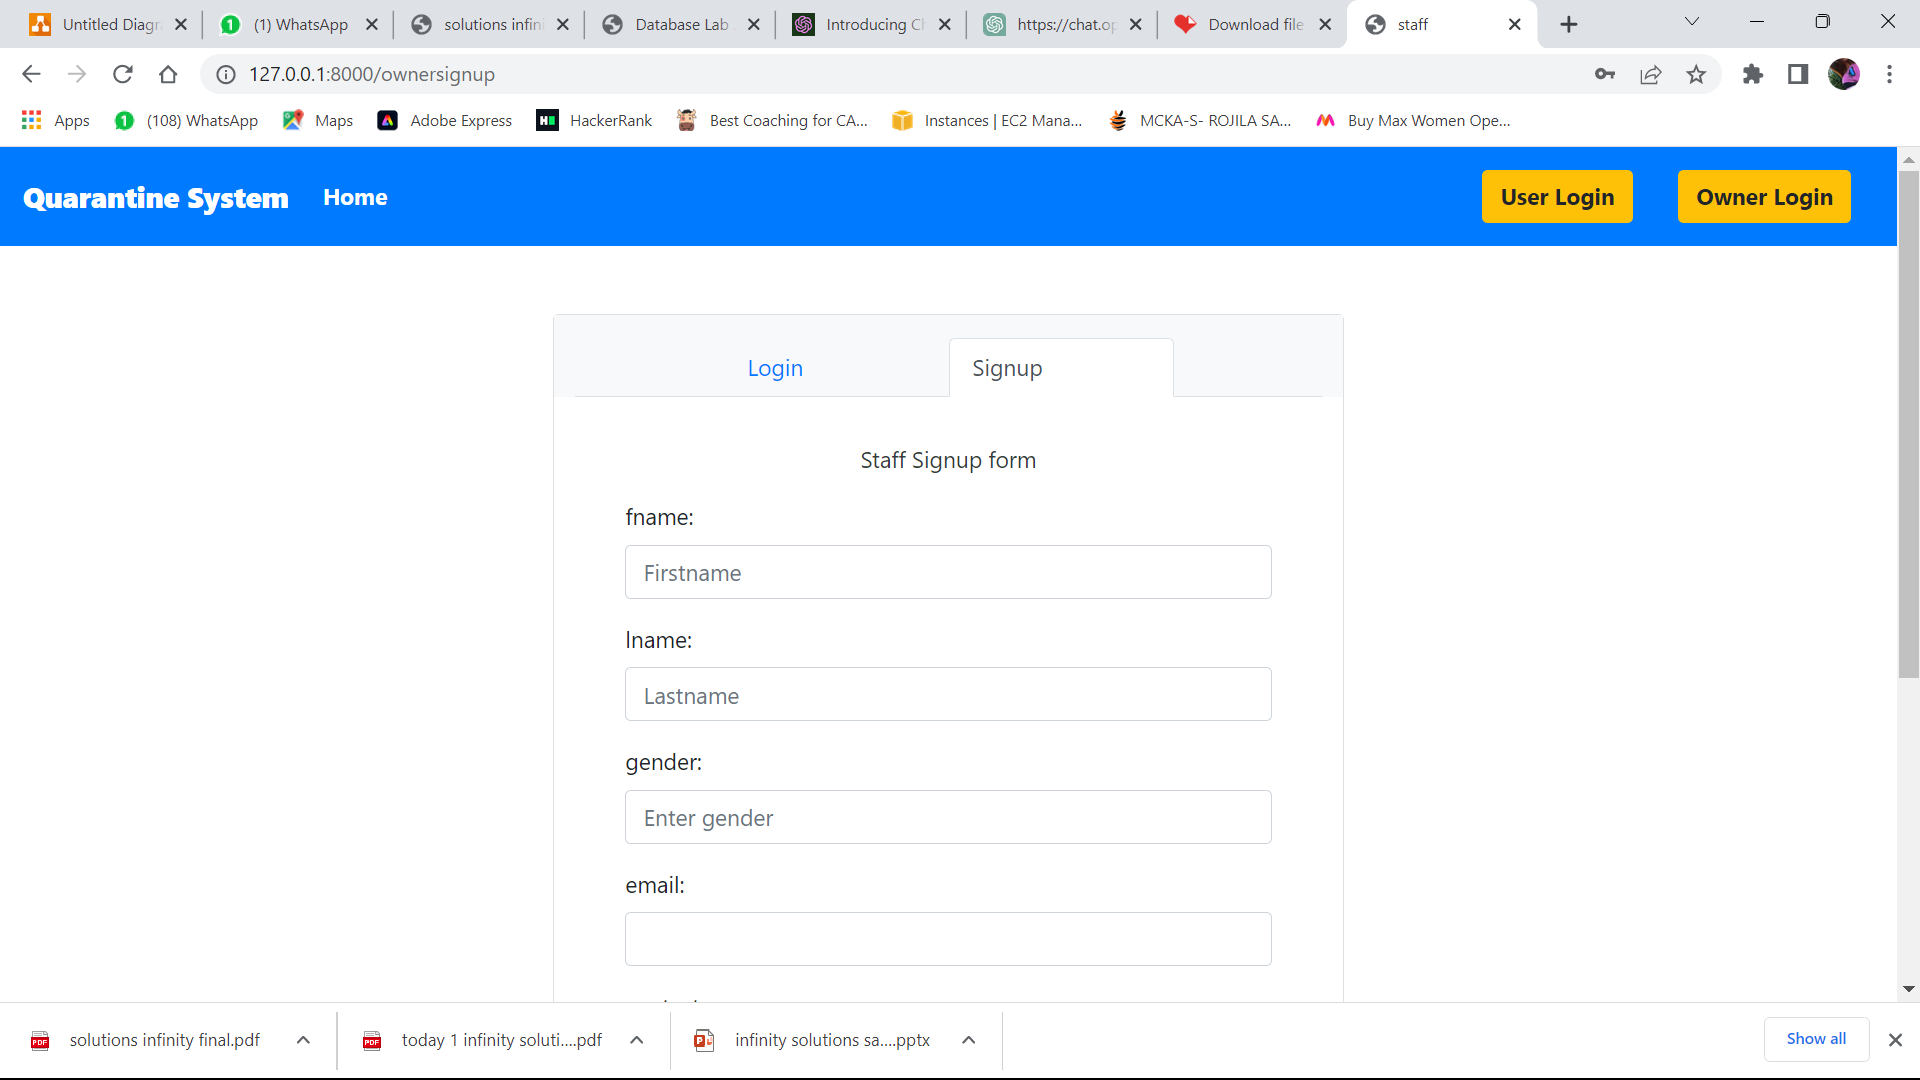 Untitled Diagr
(1) WhatsApp
solutions infini
Database Lab
Introducing Ch
https://chat.op
Download file
staff
127.0.0.1:8000/ownersignup
Apps
(108) WhatsApp
Maps
Adobe Express
HackerRank
Best Coaching for CA...
Instances | EC2 Mana...
MCKA-S- ROJILA SA...
Buy Max Women Ope...
Quarantine System
Home
User Login
Owner Login
Login
Signup
Staff Signup form
fname:
Firstname
lname:
Lastname
gender:
Enter gender
email:
solutions infinity final.pdf
today 1 infinity soluti....pdf
infinity solutions sa....pptx
Show all